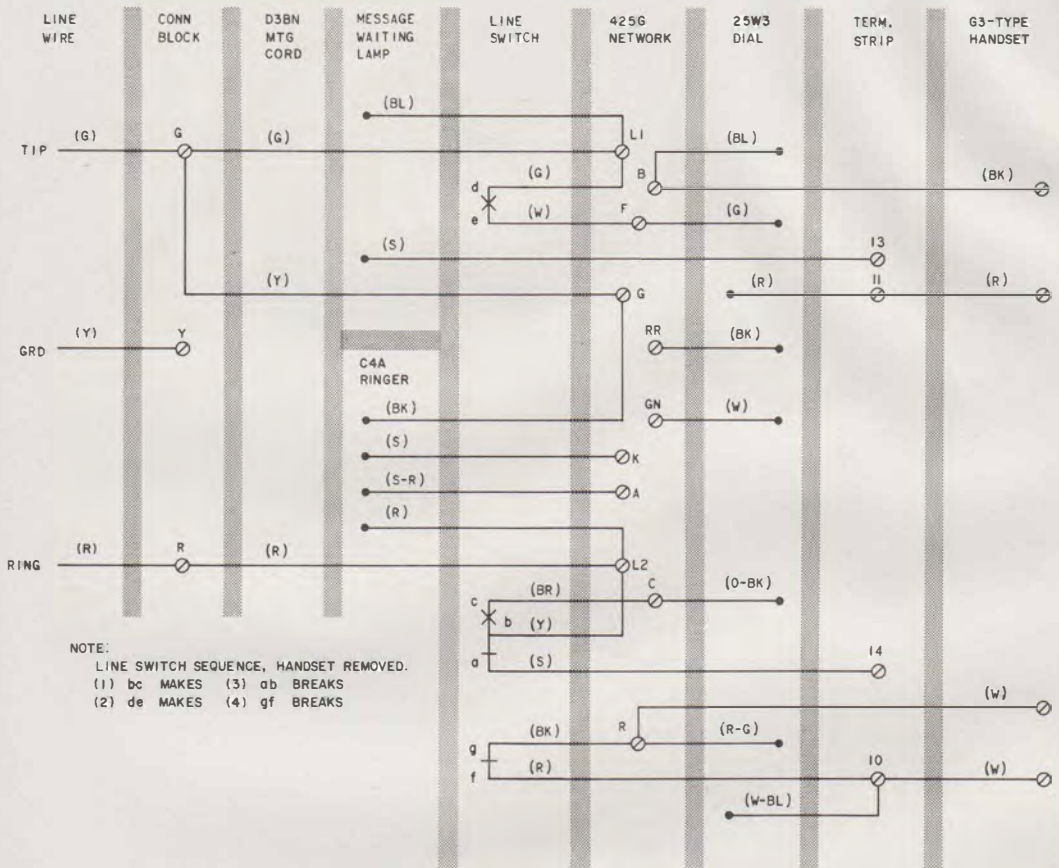 LINE WIRE
CONN BLOCK
D3BN MTG CORD
MESSAGE WAITING LAMP
LINE SWITCH
425G NETWORK
25W3 DIAL
TERM. STRIP
G3-TYPE HANDSET
(BL)
TIP (G) G (G) L1 (BL)
d (G) B (BK)
e (W) F (G)
(S) 13
(Y) G (R) 11 (R)
GRD (Y) Y RR (BK)
C4A RINGER
(BK) GN (W)
(S) K
(S-R) A
(R)
RING (R) R (R) L2
c (BR) C (O-BK)
b (Y)
a (S) 14
NOTE:
LINE SWITCH SEQUENCE, HANDSET REMOVED.
(1) bc MAKES (3) ab BREAKS
(2) de MAKES (4) gf BREAKS
(W)
g (BK) R (R-G)
f (R) 10 (W)
(W-BL)